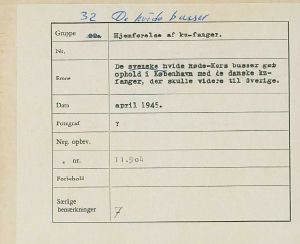 32 De hvide busser
Gruppe Hjemførelse af kz-fanger.
Nr.
De svenske hvide Røde-Kors busser gør
Emne ophold i København med de danske kz-
fanger, der skulle videre til Sverige.
Dato april 1945.
Fotograf ?
Neg. opbev.
" nr. 11.904
Forbehold
Særlige
bemærkninger 7